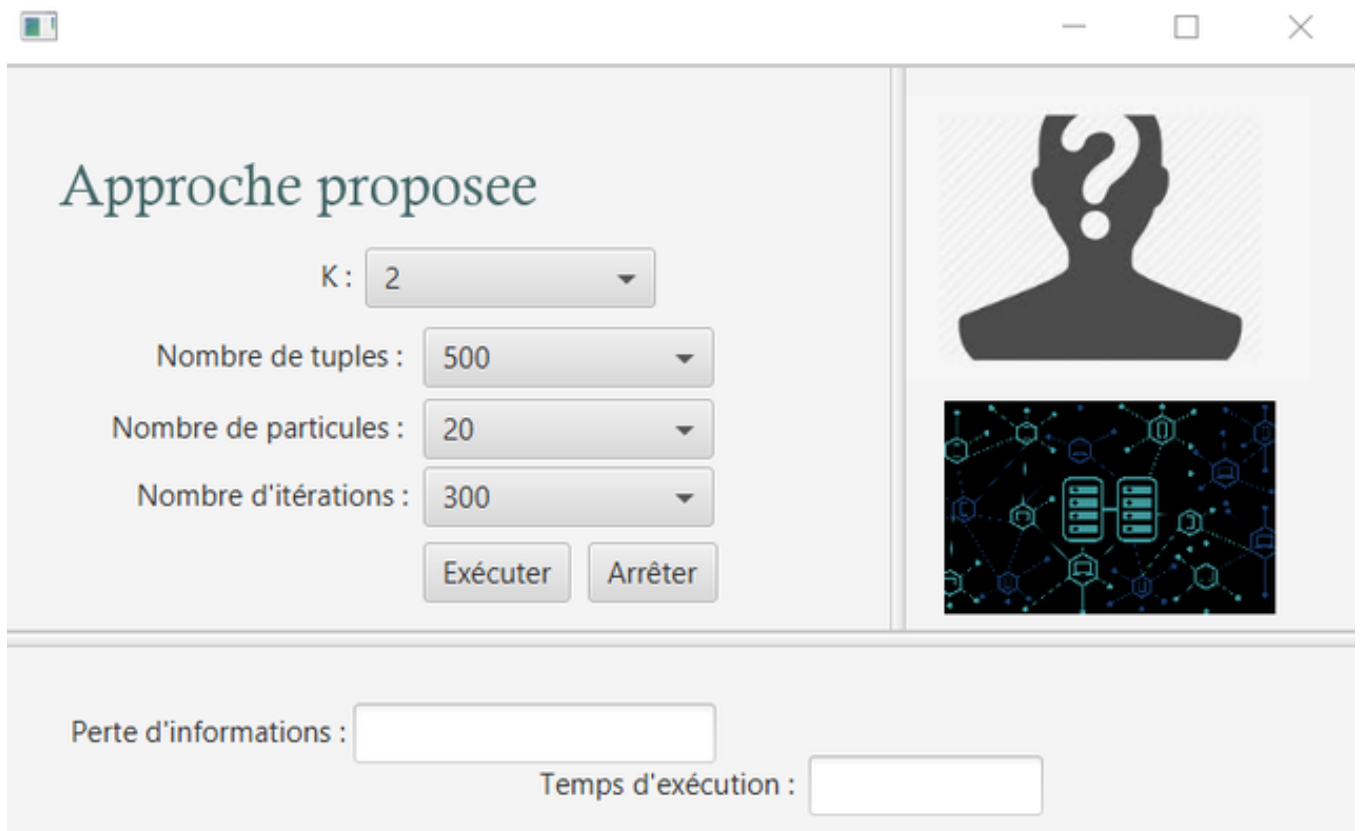 Approche proposee
K : 2
Nombre de tuples : 500
Nombre de particules : 20
Nombre d'itérations : 300
Exécuter Arrêter
Perte d'informations :
Temps d'exécution :